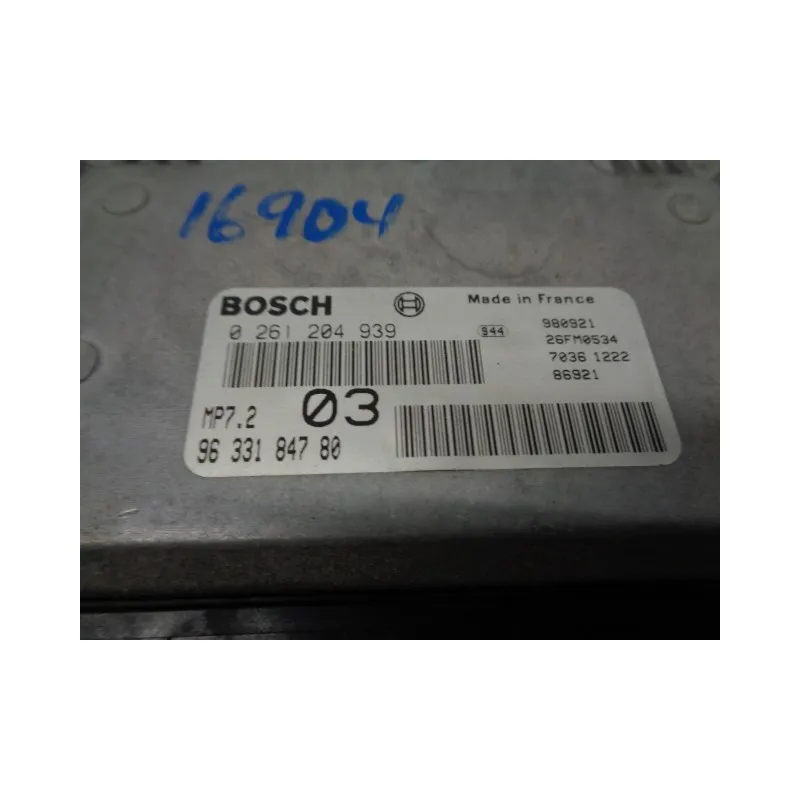 16904
BOSCH Made in France
0 261 204 939 944 980921
26FM0534
7036 1222
86921
MP7.2 03
96 331 847 80